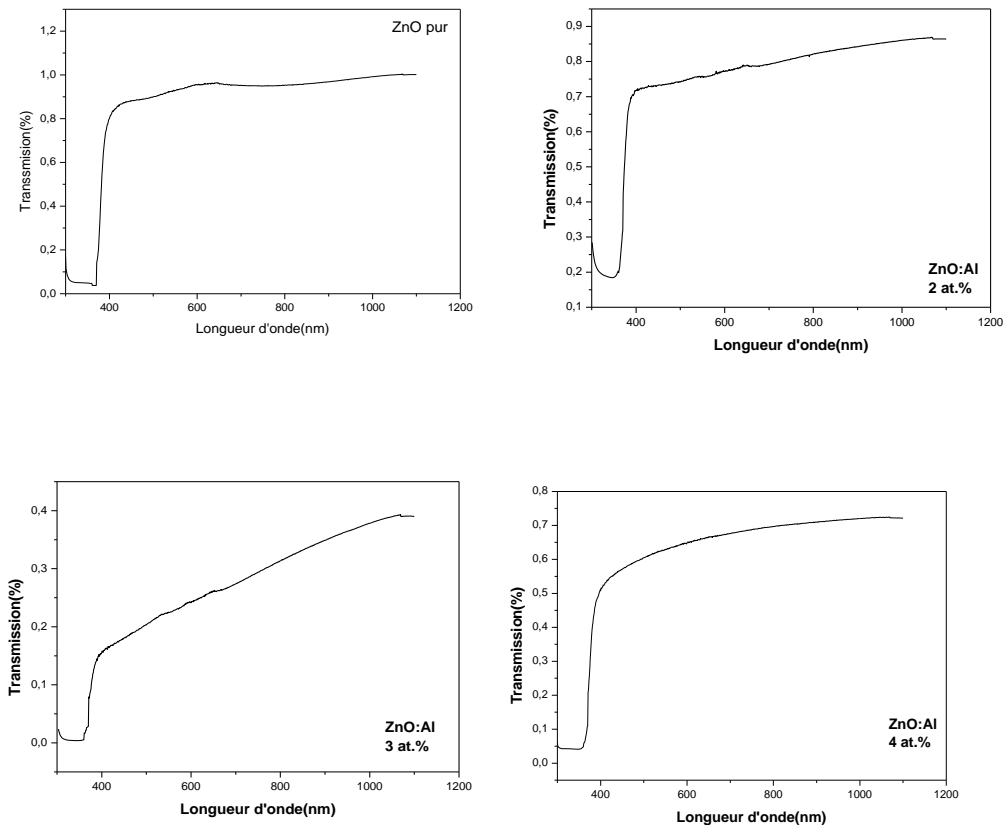 ZnO pur
Transsmision(%)
1,2
1,0
0,8
0,6
0,4
0,2
0,0
400 600 800 1000 1200
Longueur d'onde(nm)
Transmission(%)
0,9
0,8
0,7
0,6
0,5
0,4
0,3
0,2
0,1
ZnO:Al
2 at.%
400 600 800 1000 1200
Longueur d'onde(nm)
Transmission(%)
0,4
0,3
0,2
0,1
0,0
ZnO:Al
3 at.%
400 600 800 1000 1200
Longueur d'onde(nm)
Transmission(%)
0,8
0,7
0,6
0,5
0,4
0,3
0,2
0,1
0,0
ZnO:Al
4 at.%
400 600 800 1000 1200
Longueur d'onde(nm)